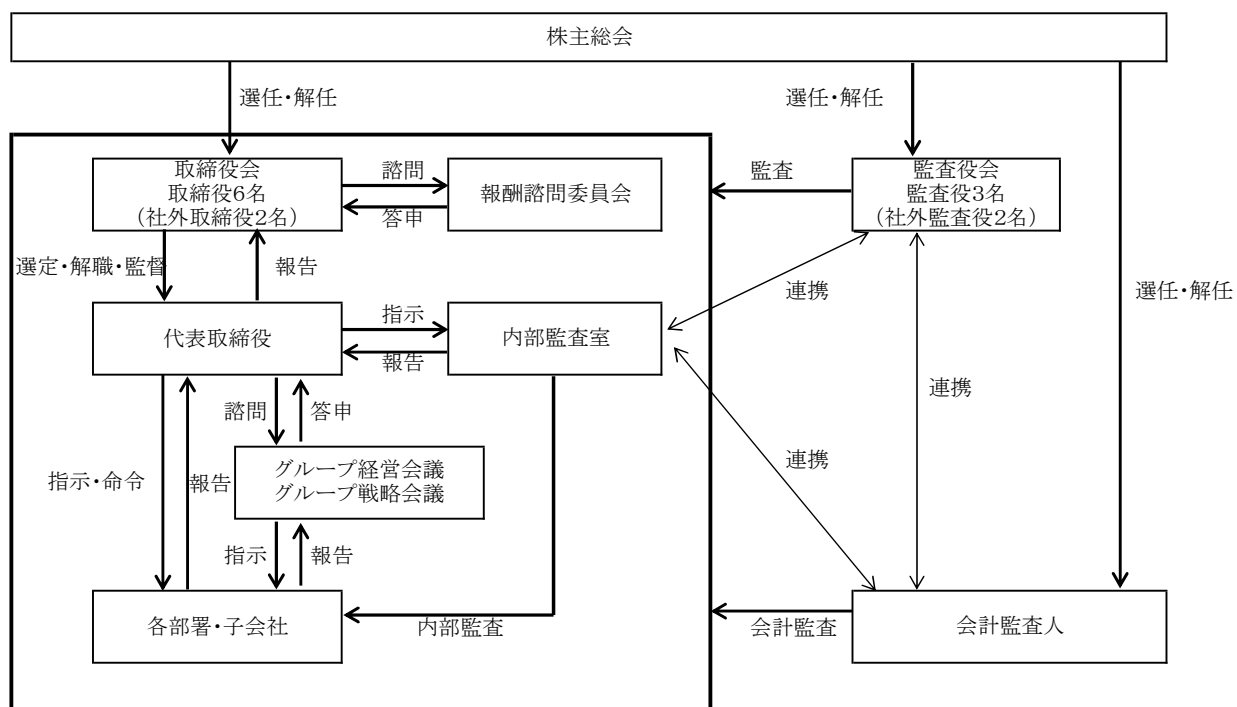 株主総会
選任・解任
選任・解任
取締役会
取締役6名
（社外取締役2名）
諮問
答申
報酬諮問委員会
監査
監査役会
監査役3名
（社外監査役2名）
選定・解職・監督
報告
連携
選任・解任
代表取締役
指示
報告
内部監査室
連携
諮問
答申
グループ経営会議
グループ戦略会議
連携
指示・命令
報告
指示
報告
各部署・子会社
内部監査
会計監査
会計監査人